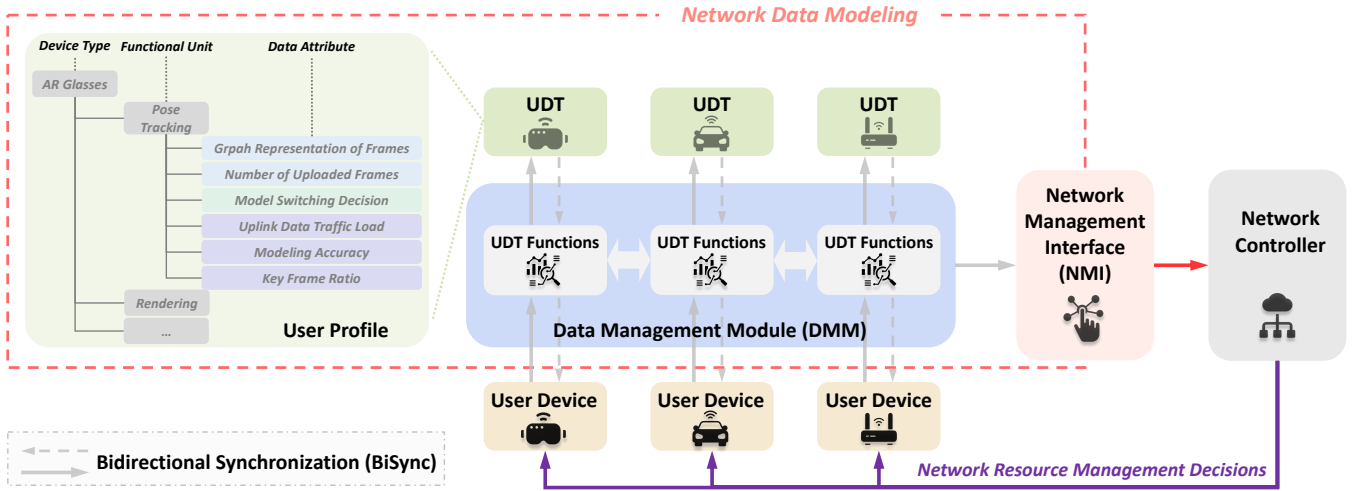 Network Data Modeling
Device Type
Functional Unit
Data Attribute
AR Glasses
Pose
Tracking
Grpah Representation of Frames
Number of Uploaded Frames
Model Switching Decision
Uplink Data Traffic Load
Modeling Accuracy
Key Frame Ratio
Rendering
...
User Profile
UDT
UDT
UDT
UDT Functions
UDT Functions
UDT Functions
Data Management Module (DMM)
Network
Management
Interface
(NMI)
Network
Controller
User Device
User Device
User Device
Bidirectional Synchronization (BiSync)
Network Resource Management Decisions